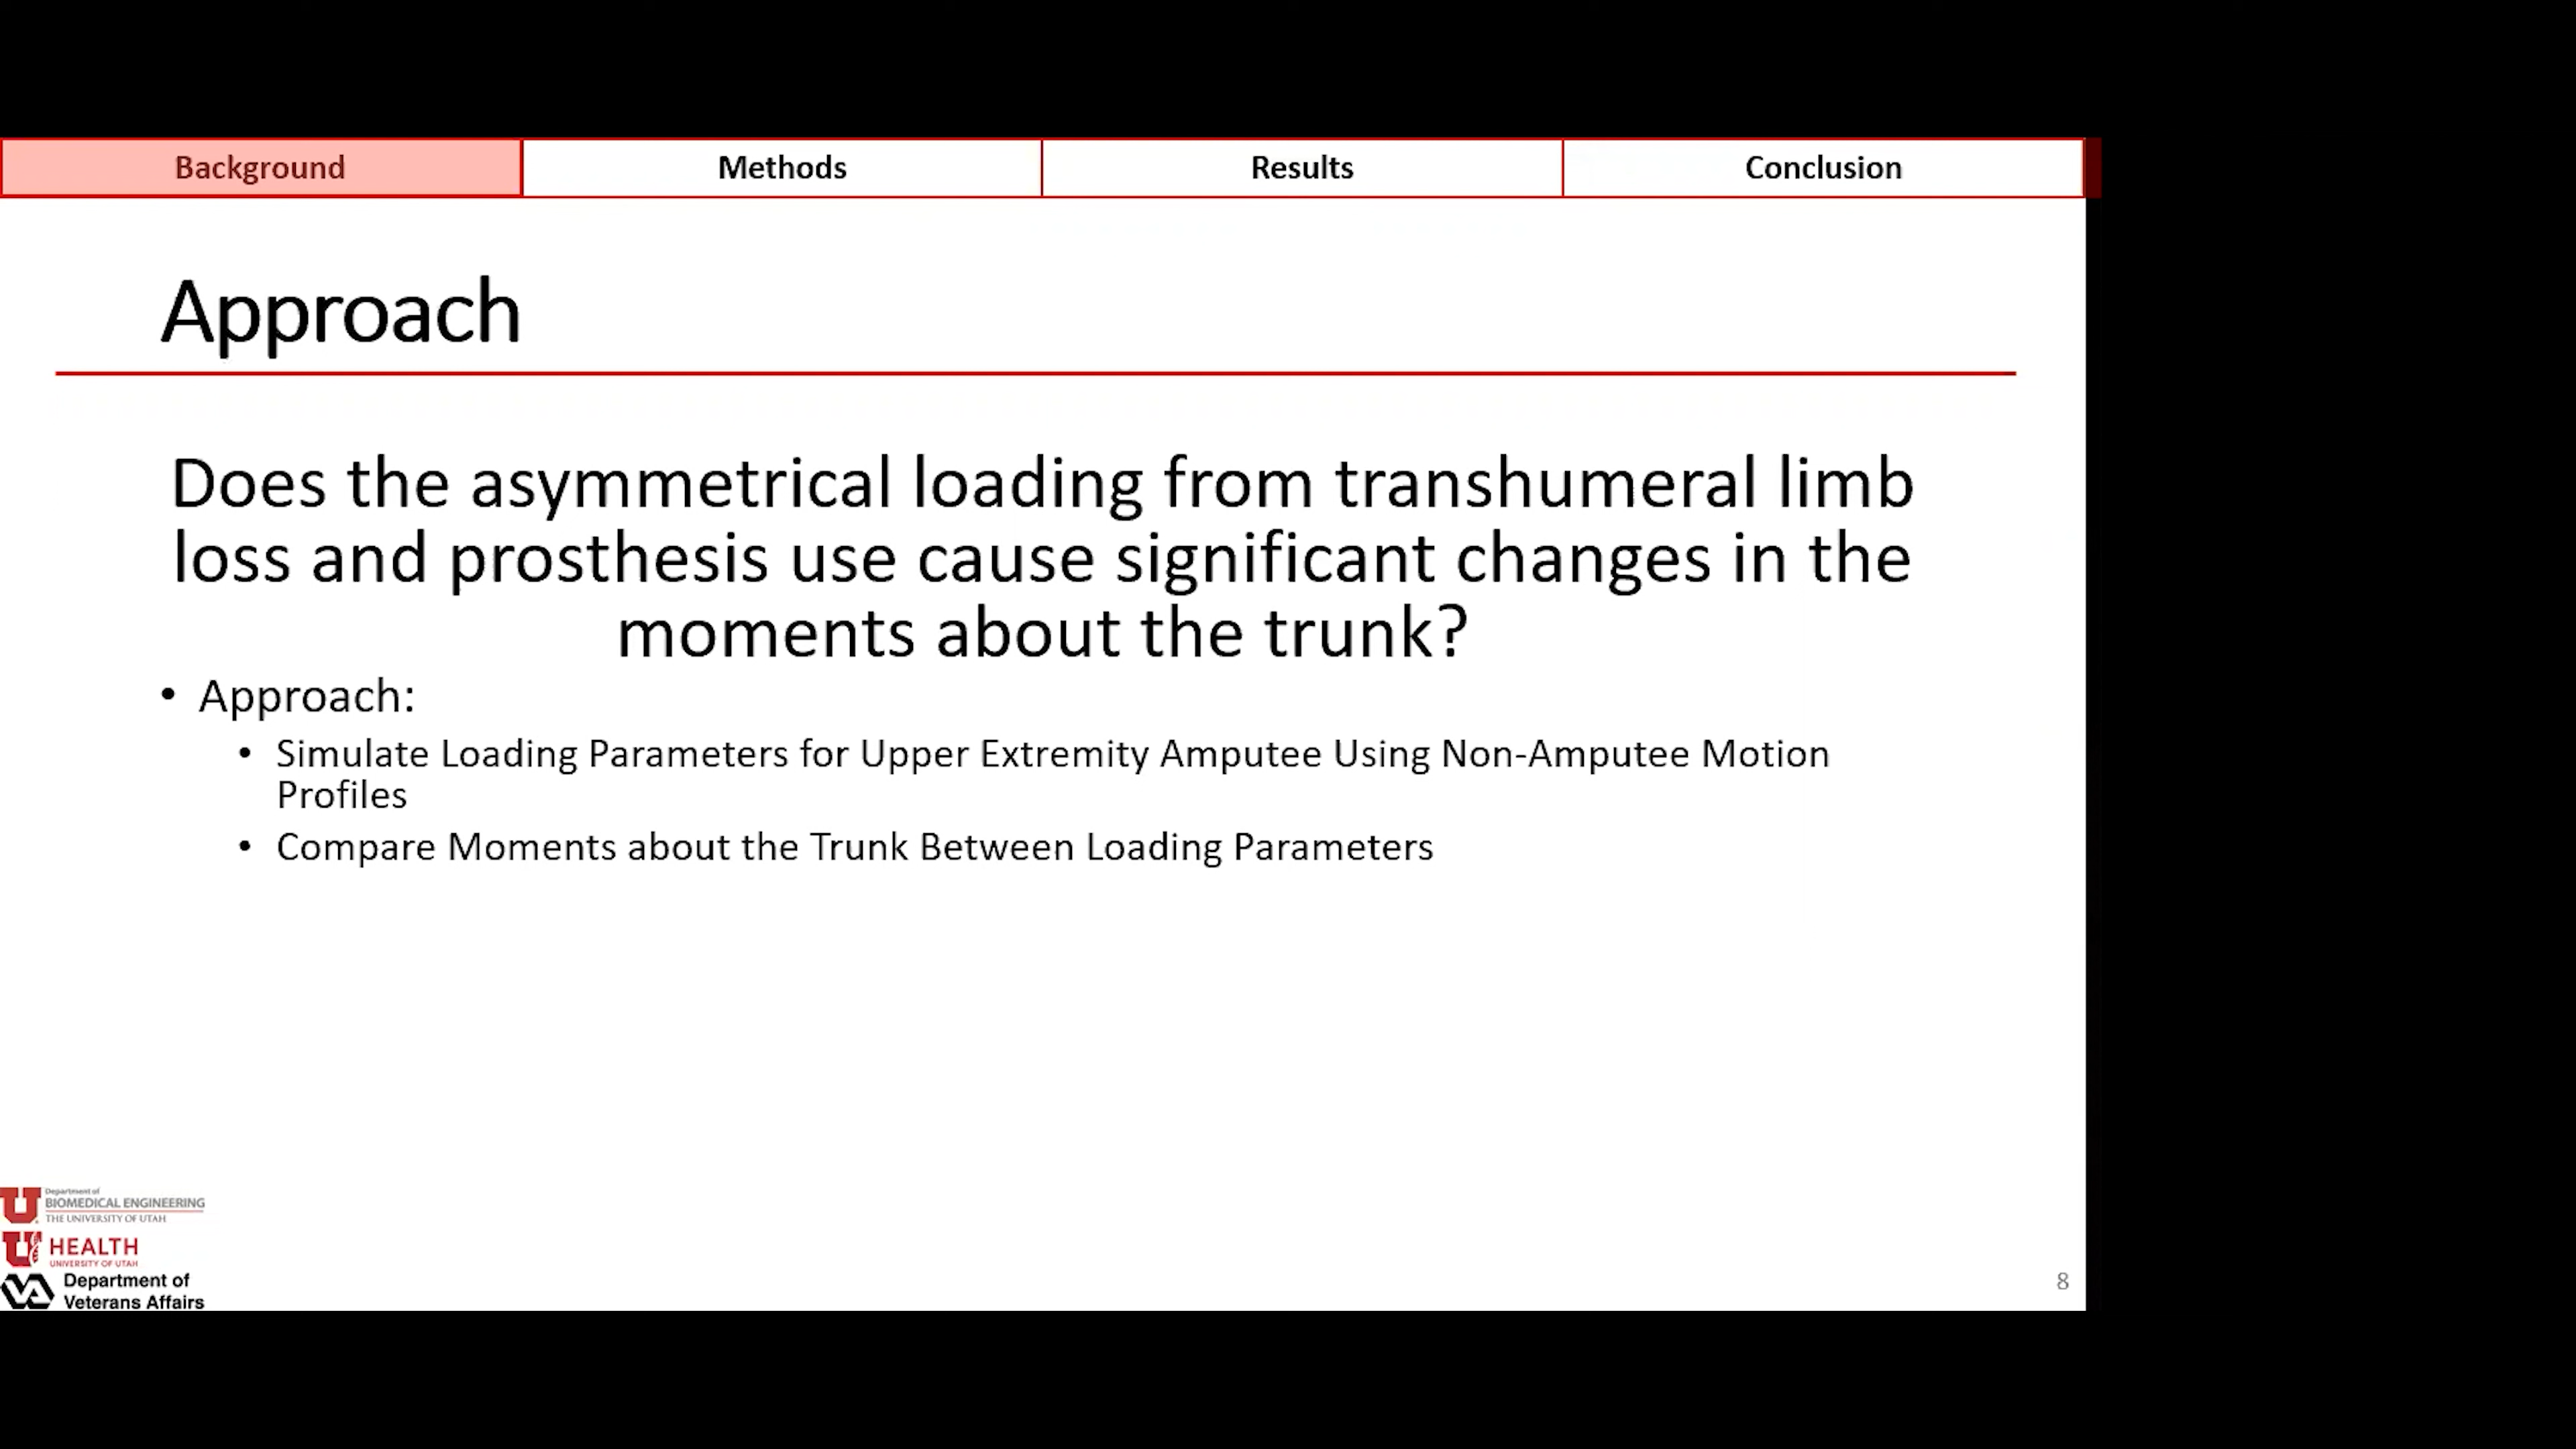 Background
Methods
Results
Conclusion
Approach
Does the asymmetrical loading from transhumeral limb
loss and prosthesis use cause significant changes in the
moments about the trunk?
• Approach:
• Simulate Loading Parameters for Upper Extremity Amputee Using Non-Amputee Motion
Profiles
• Compare Moments about the Trunk Between Loading Parameters
Department of
BIOMEDICAL ENGINEERING
THE UNIVERSITY OF UTAH
HEALTH
UNIVERSITY OF UTAH
Department of
Veterans Affairs
8